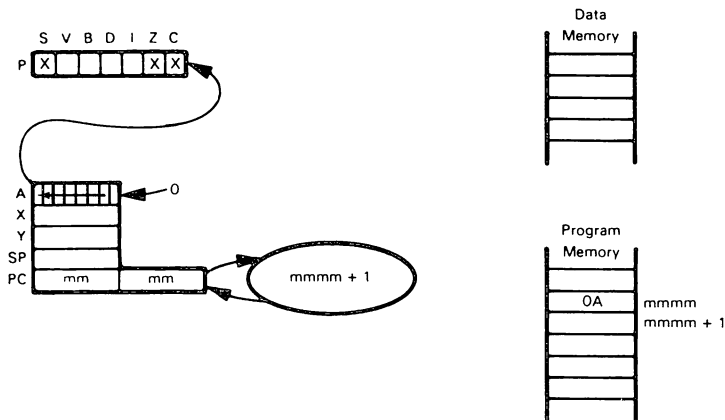 S V B D I Z C
P X X X
A 0
X
Y
SP
PC mm mm
mmmm + 1
Data
Memory
Program
Memory
0A mmmm
mmmm + 1